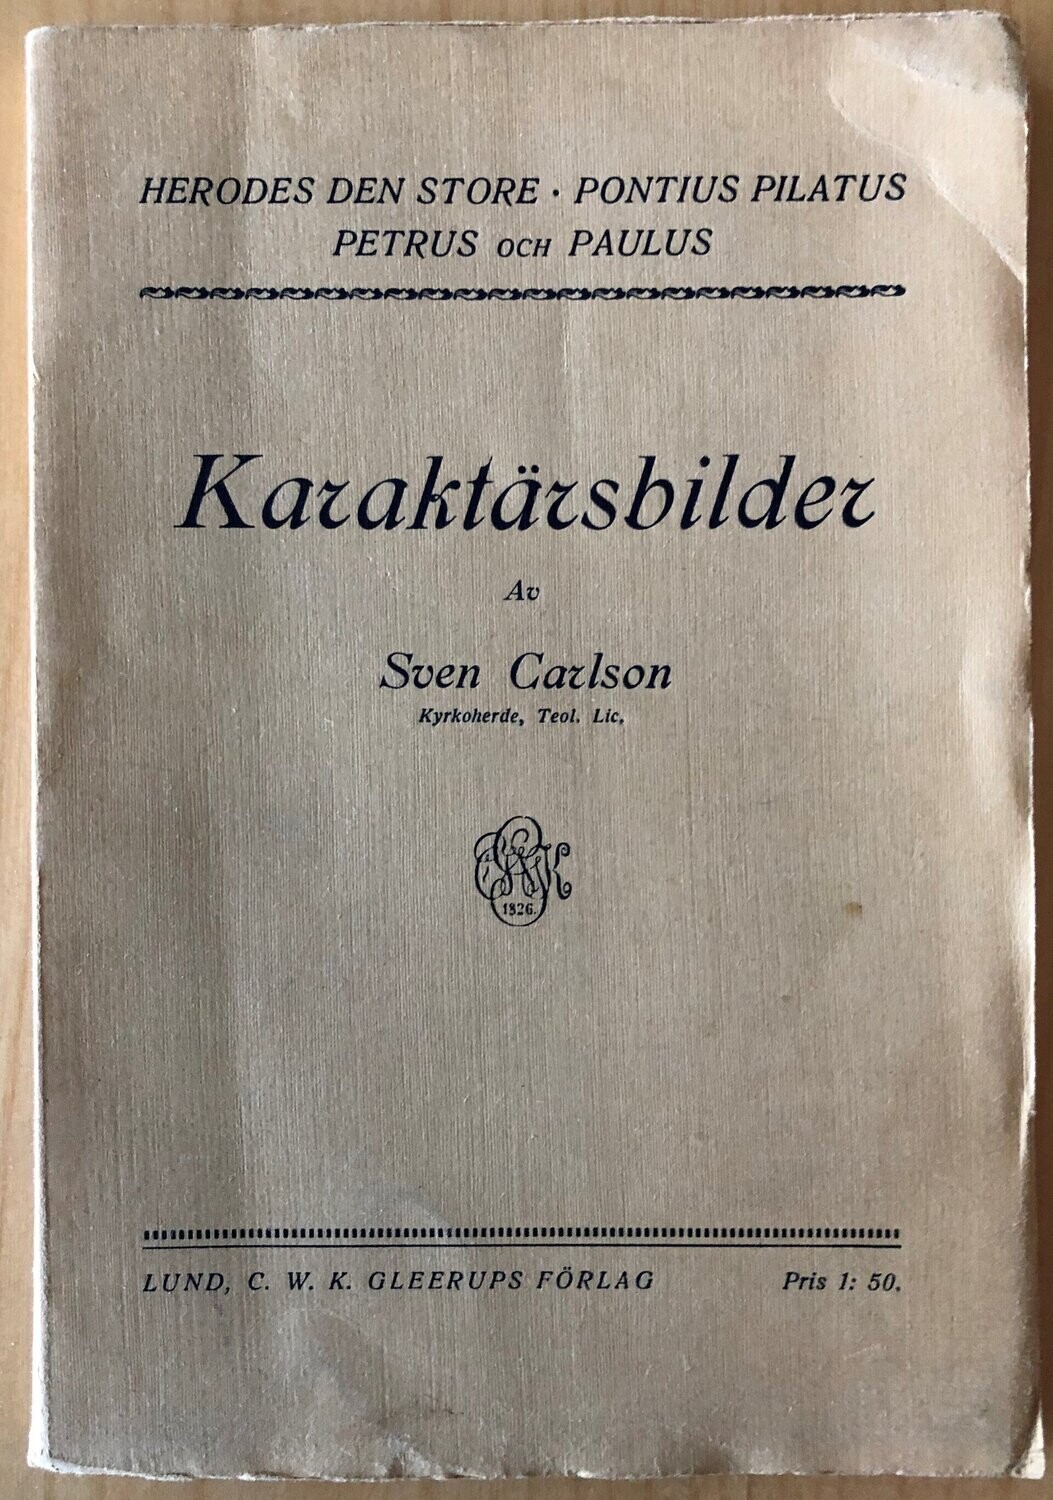 HERODES DEN STORE · PONTIUS PILATUS
PETRUS OCH PAULUS
Karaktärsbilder
Av
Sven Carlson
Kyrkoherde, Teol. Lic.
1826.
LUND, C. W. K. GLEERUPS FÖRLAG Pris 1: 50.